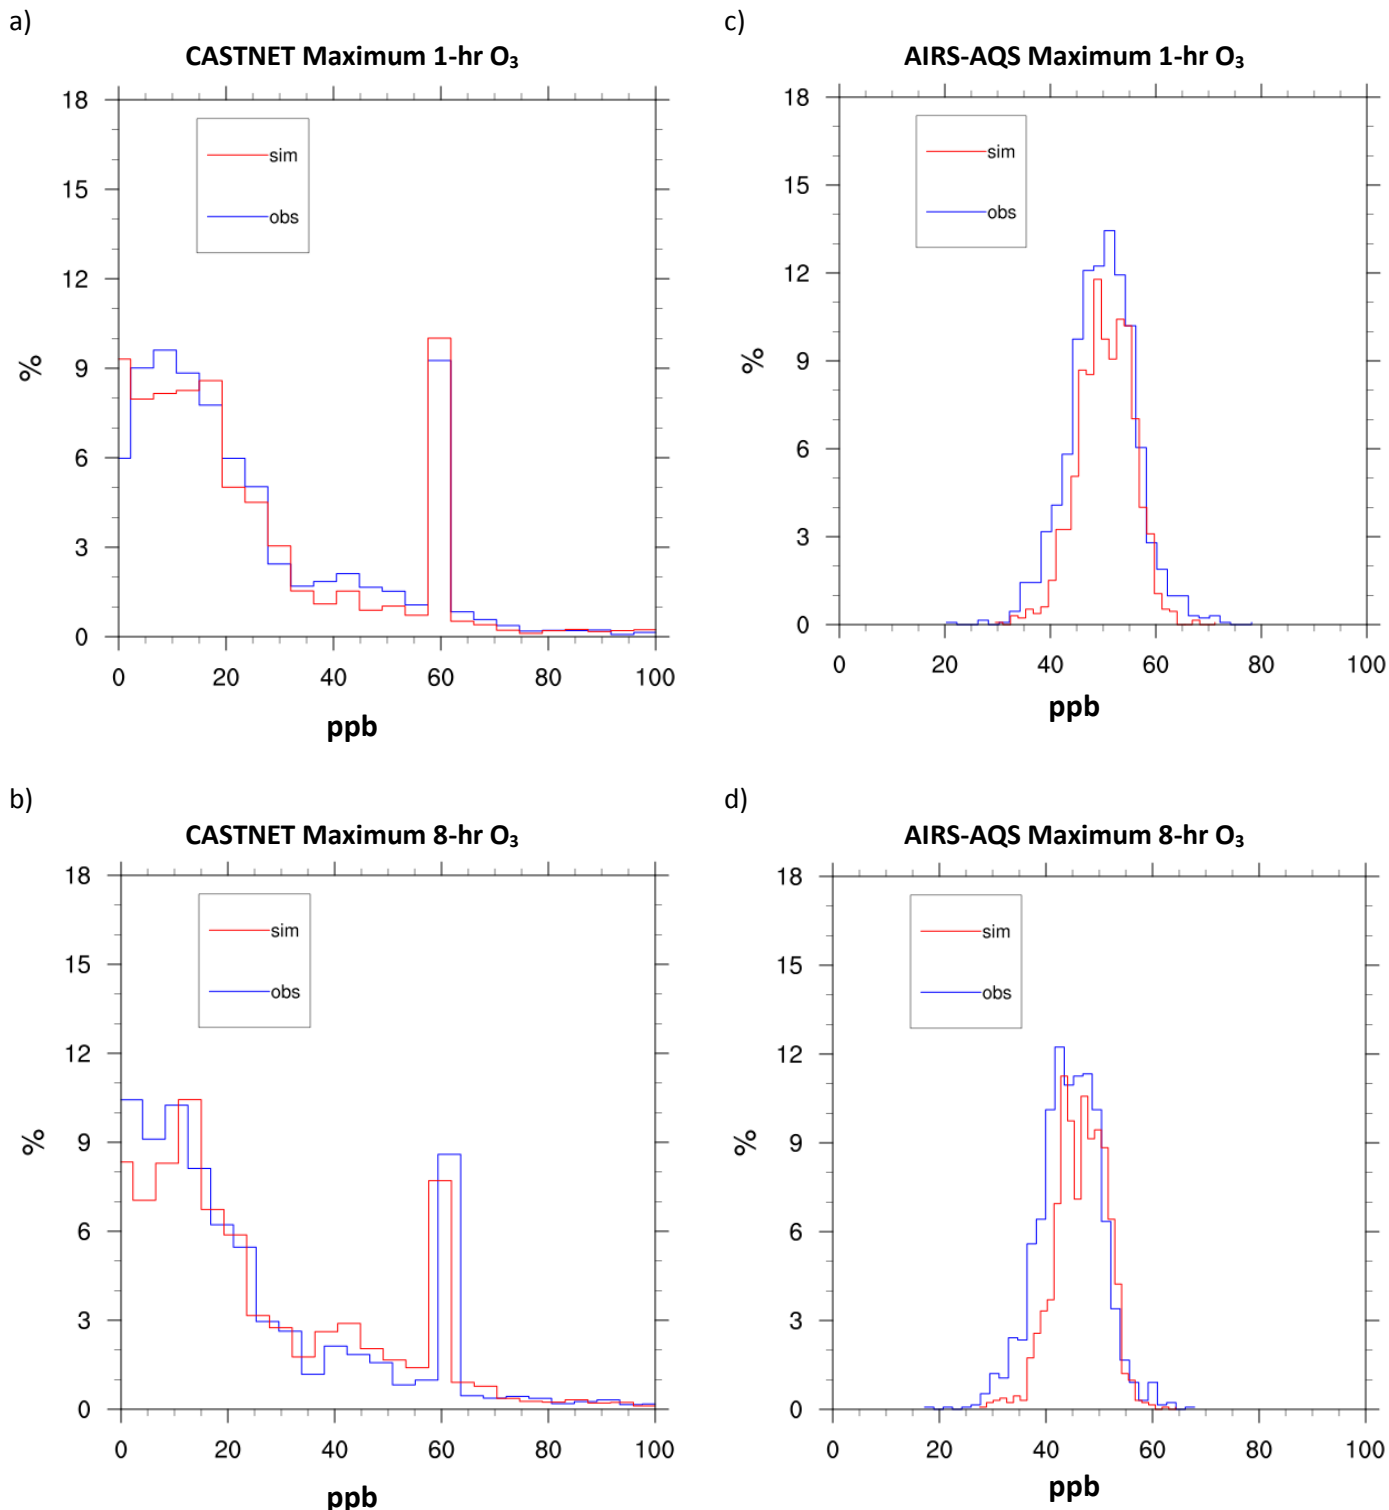 a)
CASTNET Maximum 1-hr O₃
18
15
12
9
6
3
0
%
sim
obs
0 20 40 60 80 100
ppb
c)
AIRS-AQS Maximum 1-hr O₃
18
15
12
9
6
3
0
%
sim
obs
0 20 40 60 80 100
ppb
b)
CASTNET Maximum 8-hr O₃
18
15
12
9
6
3
0
%
sim
obs
0 20 40 60 80 100
ppb
d)
AIRS-AQS Maximum 8-hr O₃
18
15
12
9
6
3
0
%
sim
obs
0 20 40 60 80 100
ppb